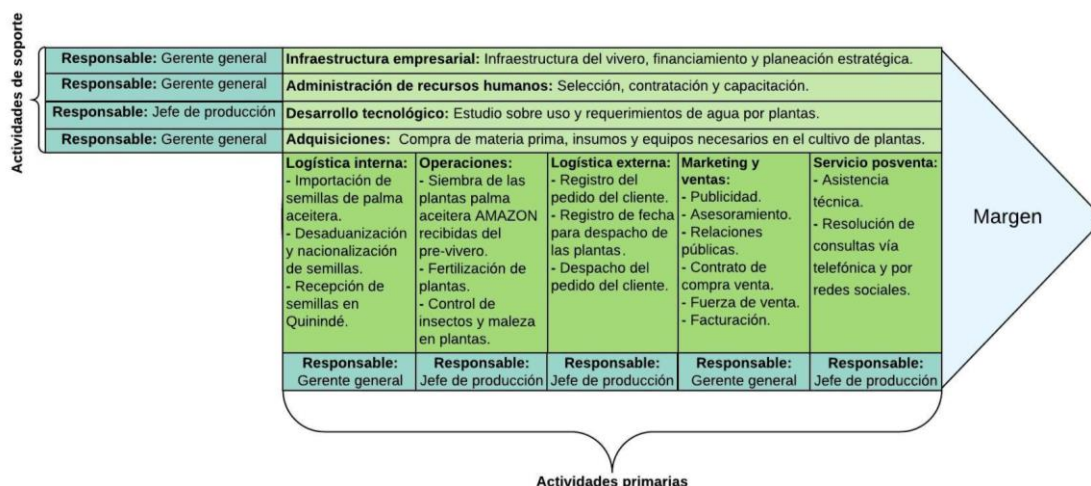 Actividades de soporte
Responsable: Gerente general
Infraestructura empresarial: Infraestructura del vivero, financiamiento y planeación estratégica.
Responsable: Gerente general
Administración de recursos humanos: Selección, contratación y capacitación.
Responsable: Jefe de producción
Desarrollo tecnológico: Estudio sobre uso y requerimientos de agua por plantas.
Responsable: Gerente general
Adquisiciones: Compra de materia prima, insumos y equipos necesarios en el cultivo de plantas.
Logística interna:
- Importación de
semillas de palma
aceitera.
- Desaduanización
y nacionalización
de semillas.
- Recepción de
semillas en
Quinindé.
Operaciones:
- Siembra de las
plantas palma
aceitera AMAZON
recibidas del
pre-vivero.
- Fertilización de
plantas.
- Control de
insectos y maleza
en plantas.
Logística externa:
- Registro del
pedido del cliente.
- Registro de fecha
para despacho de
las plantas.
- Despacho del
pedido del cliente.
Marketing y
ventas:
- Publicidad.
- Asesoramiento.
- Relaciones
públicas.
- Contrato de
compra venta.
- Fuerza de venta.
- Facturación.
Servicio posventa:
- Asistencia
técnica.
- Resolución de
consultas vía
telefónica y por
redes sociales.
Responsable:
Gerente general
Responsable:
Jefe de producción
Responsable:
Jefe de producción
Responsable:
Gerente general
Responsable:
Jefe de producción
Margen
Actividades primarias